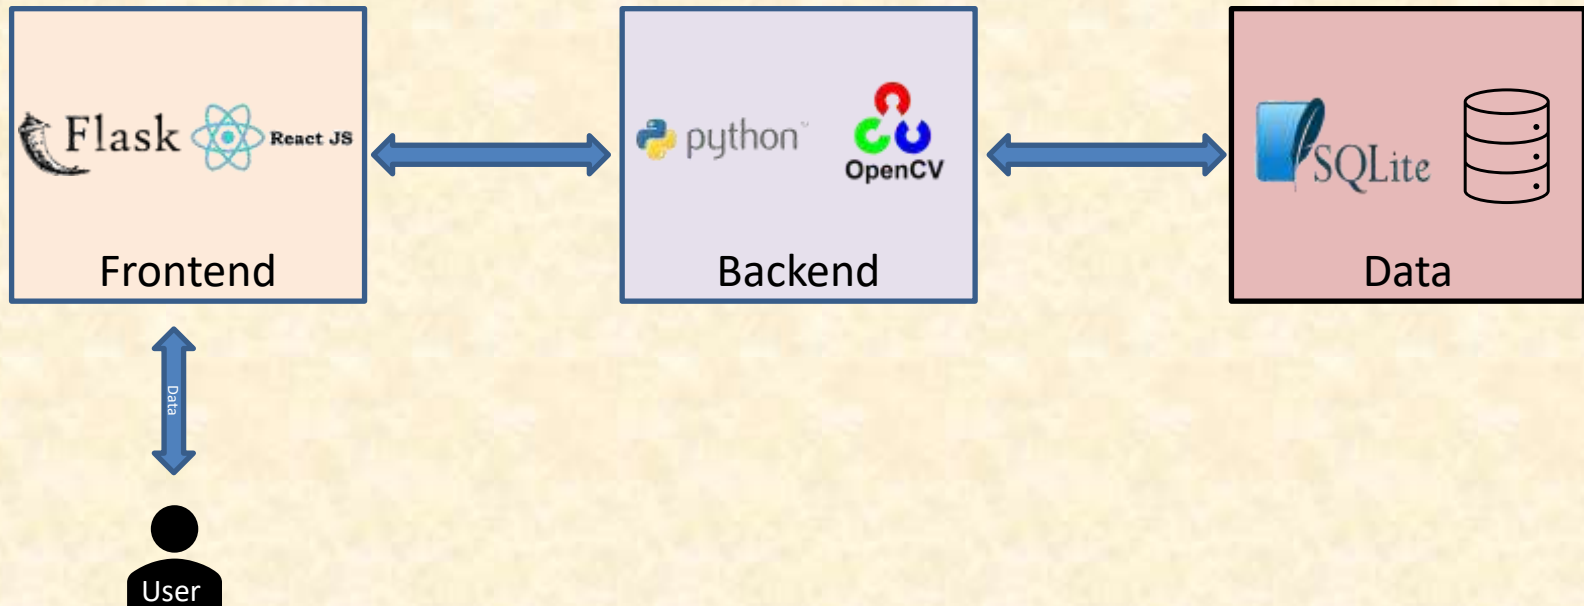 Flask
React JS
Frontend
python
OpenCV
Backend
SQLite
Data
Data
User